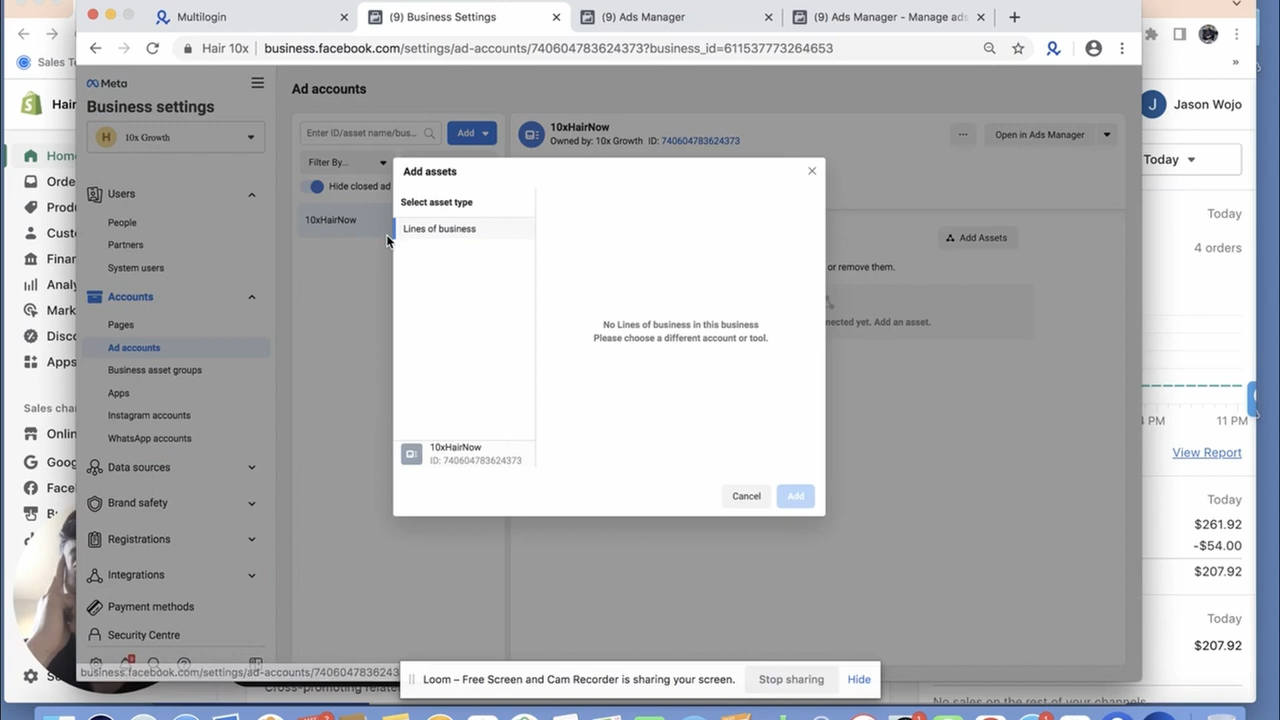 Multilogin
(9) Business Settings
(9) Ads Manager
(9) Ads Manager - Manage ads
Hair 10x
business.facebook.com/settings/ad-accounts/740604783624373?business_id=611537773264653
Sales
Meta
Business settings
10x Growth
Users
People
Partners
System users
Accounts
Pages
Ad accounts
Business asset groups
Apps
Instagram accounts
WhatsApp accounts
Data sources
Brand safety
Registrations
Integrations
Payment methods
Security Centre
Ad accounts
Enter ID/asset name/bus...
Add
Filter By...
Hide closed ad
10xHairNow
10xHairNow
Owned by: 10x Growth ID: 740604783624373
Open in Ads Manager
Add Assets
or remove them.
nected yet. Add an asset.
Add assets
Select asset type
Lines of business
No Lines of business in this business
Please choose a different account or tool.
10xHairNow
ID: 740604783624373
Cancel
Add
business.facebook.com/settings/ad-accounts/7406047836243
Loom – Free Screen and Cam Recorder is sharing your screen.
Stop sharing
Hide
Hair
Home
Orde
Produ
Custo
Finan
Analy
Mark
Disco
Apps
Sales chan
Onlin
Goog
Faceb
J
Jason Wojo
Today
Today
4 orders
PM
11 PM
View Report
Today
$261.92
-$54.00
$207.92
Today
$207.92
No sales on the rest of your channels
Cross-promoting relate